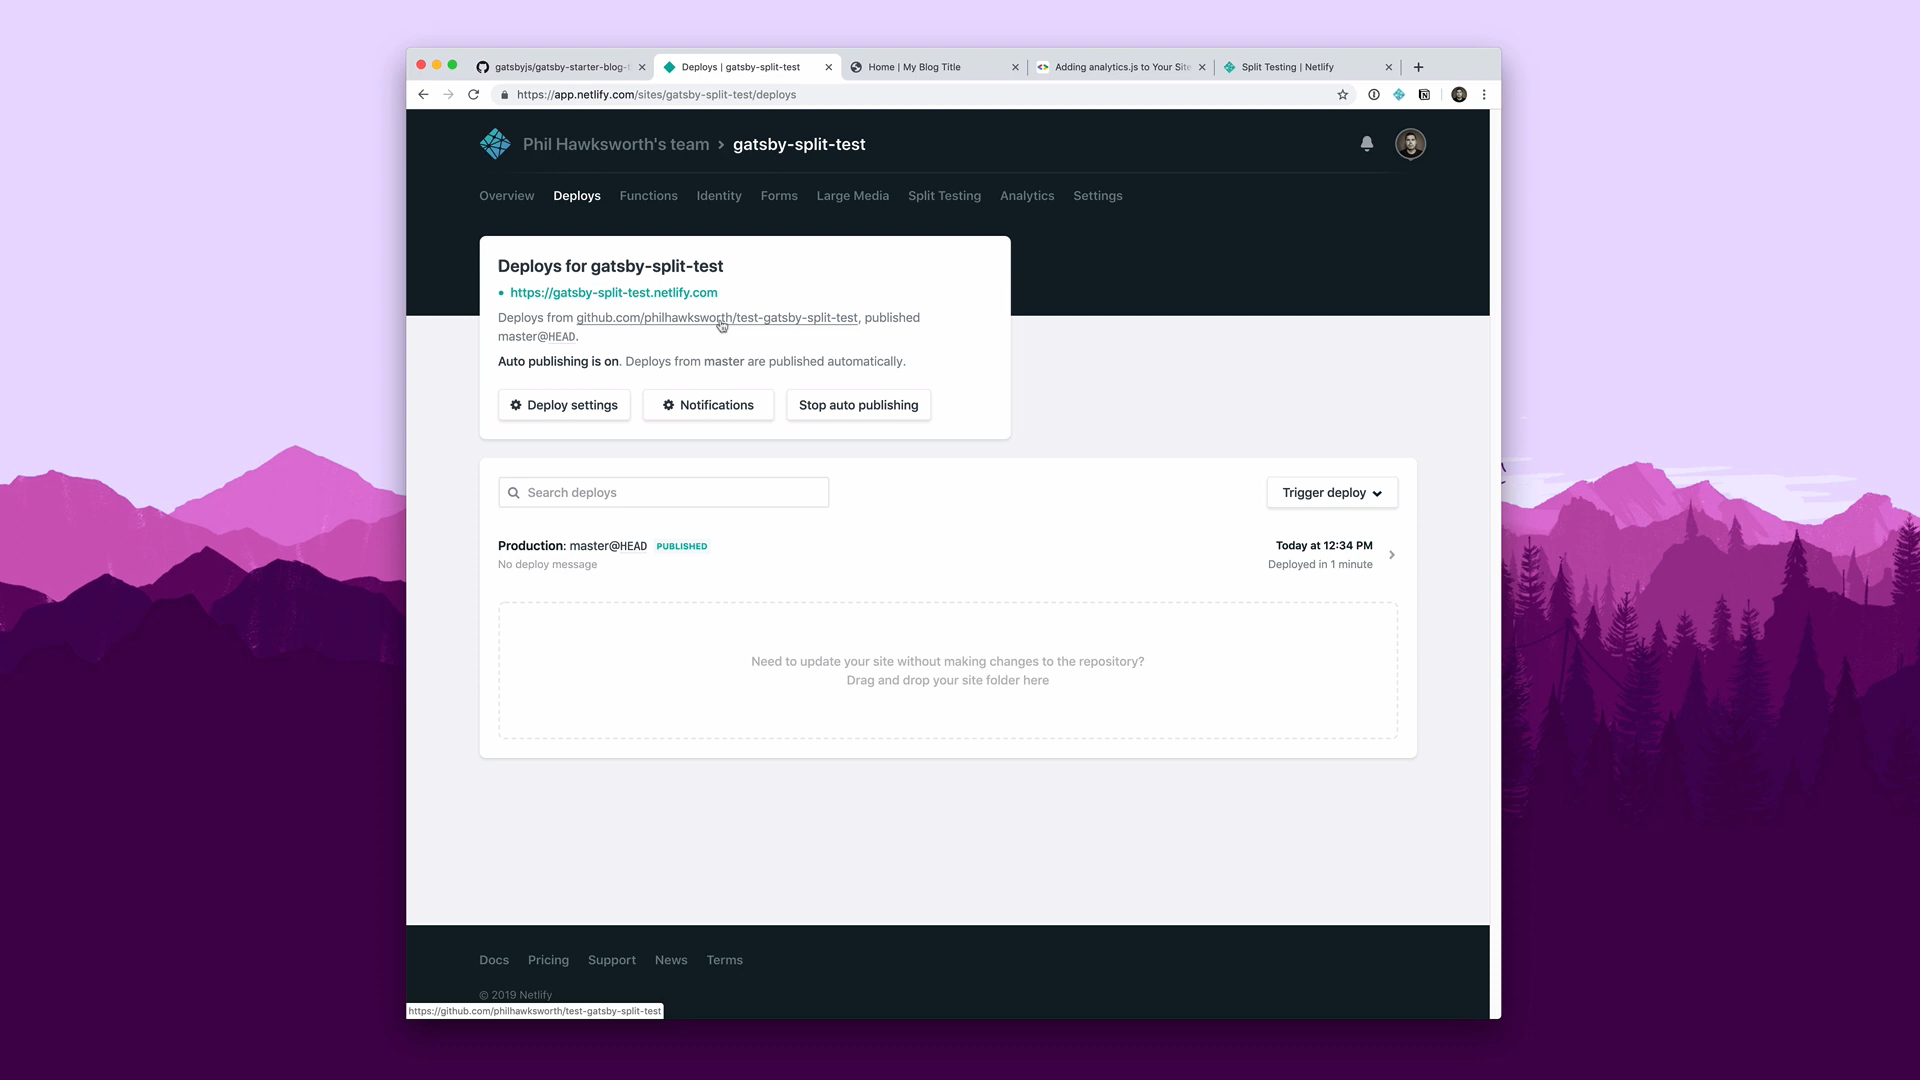 gatsbyjs/gatsby-starter-blog-t
Deploys | gatsby-split-test
Home | My Blog Title
Adding analytics.js to Your Site
Split Testing | Netlify
https://app.netlify.com/sites/gatsby-split-test/deploys
Phil Hawksworth's team › gatsby-split-test
Overview Deploys Functions Identity Forms Large Media Split Testing Analytics Settings
Deploys for gatsby-split-test
https://gatsby-split-test.netlify.com
Deploys from github.com/philhawksworth/test-gatsby-split-test, published
master@HEAD.
Auto publishing is on. Deploys from master are published automatically.
Deploy settings Notifications Stop auto publishing
Search deploys
Trigger deploy
Production: master@HEAD PUBLISHED
No deploy message
Today at 12:34 PM
Deployed in 1 minute
Need to update your site without making changes to the repository?
Drag and drop your site folder here
Docs Pricing Support News Terms
© 2019 Netlify
https://github.com/philhawksworth/test-gatsby-split-test